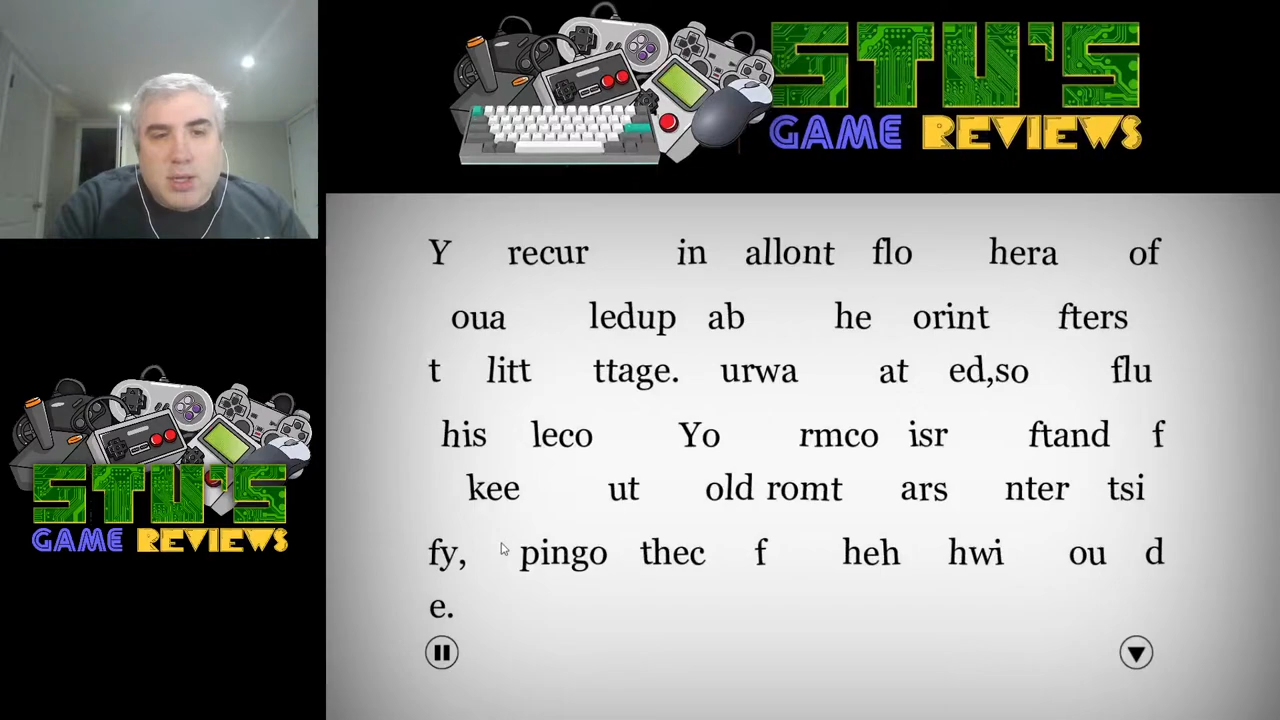 STU'S
GAME REVIEWS
Y recur in allont flo hera of
oua ledup ab he orint fters
t litt ttage. urwa at ed,so flu
his leco Yo rmco isr ftand f
kee ut old romt ars nter tsi
fy, pingo thec f heh hwi ou d
e.
STU'S
GAME REVIEWS